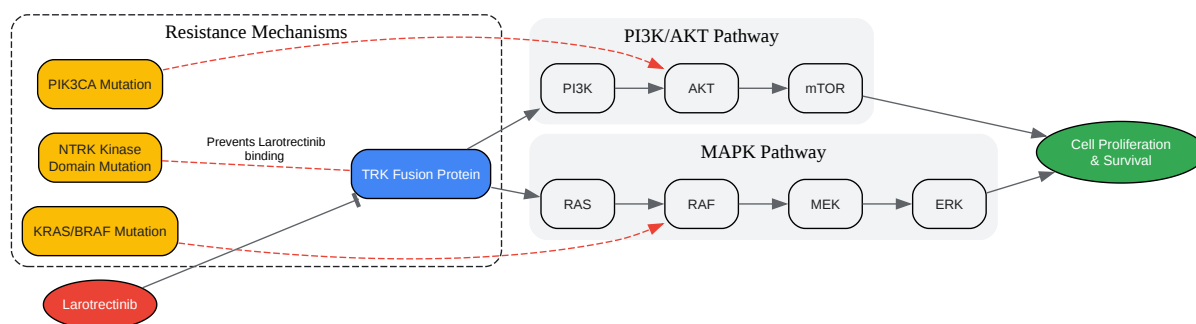 Resistance Mechanisms
PIK3CA Mutation
NTRK Kinase
Domain Mutation
KRAS/BRAF Mutation
Larotrectinib
Prevents Larotrectinib
binding
TRK Fusion Protein
PI3K/AKT Pathway
PI3K
AKT
mTOR
MAPK Pathway
RAS
RAF
MEK
ERK
Cell Proliferation
& Survival